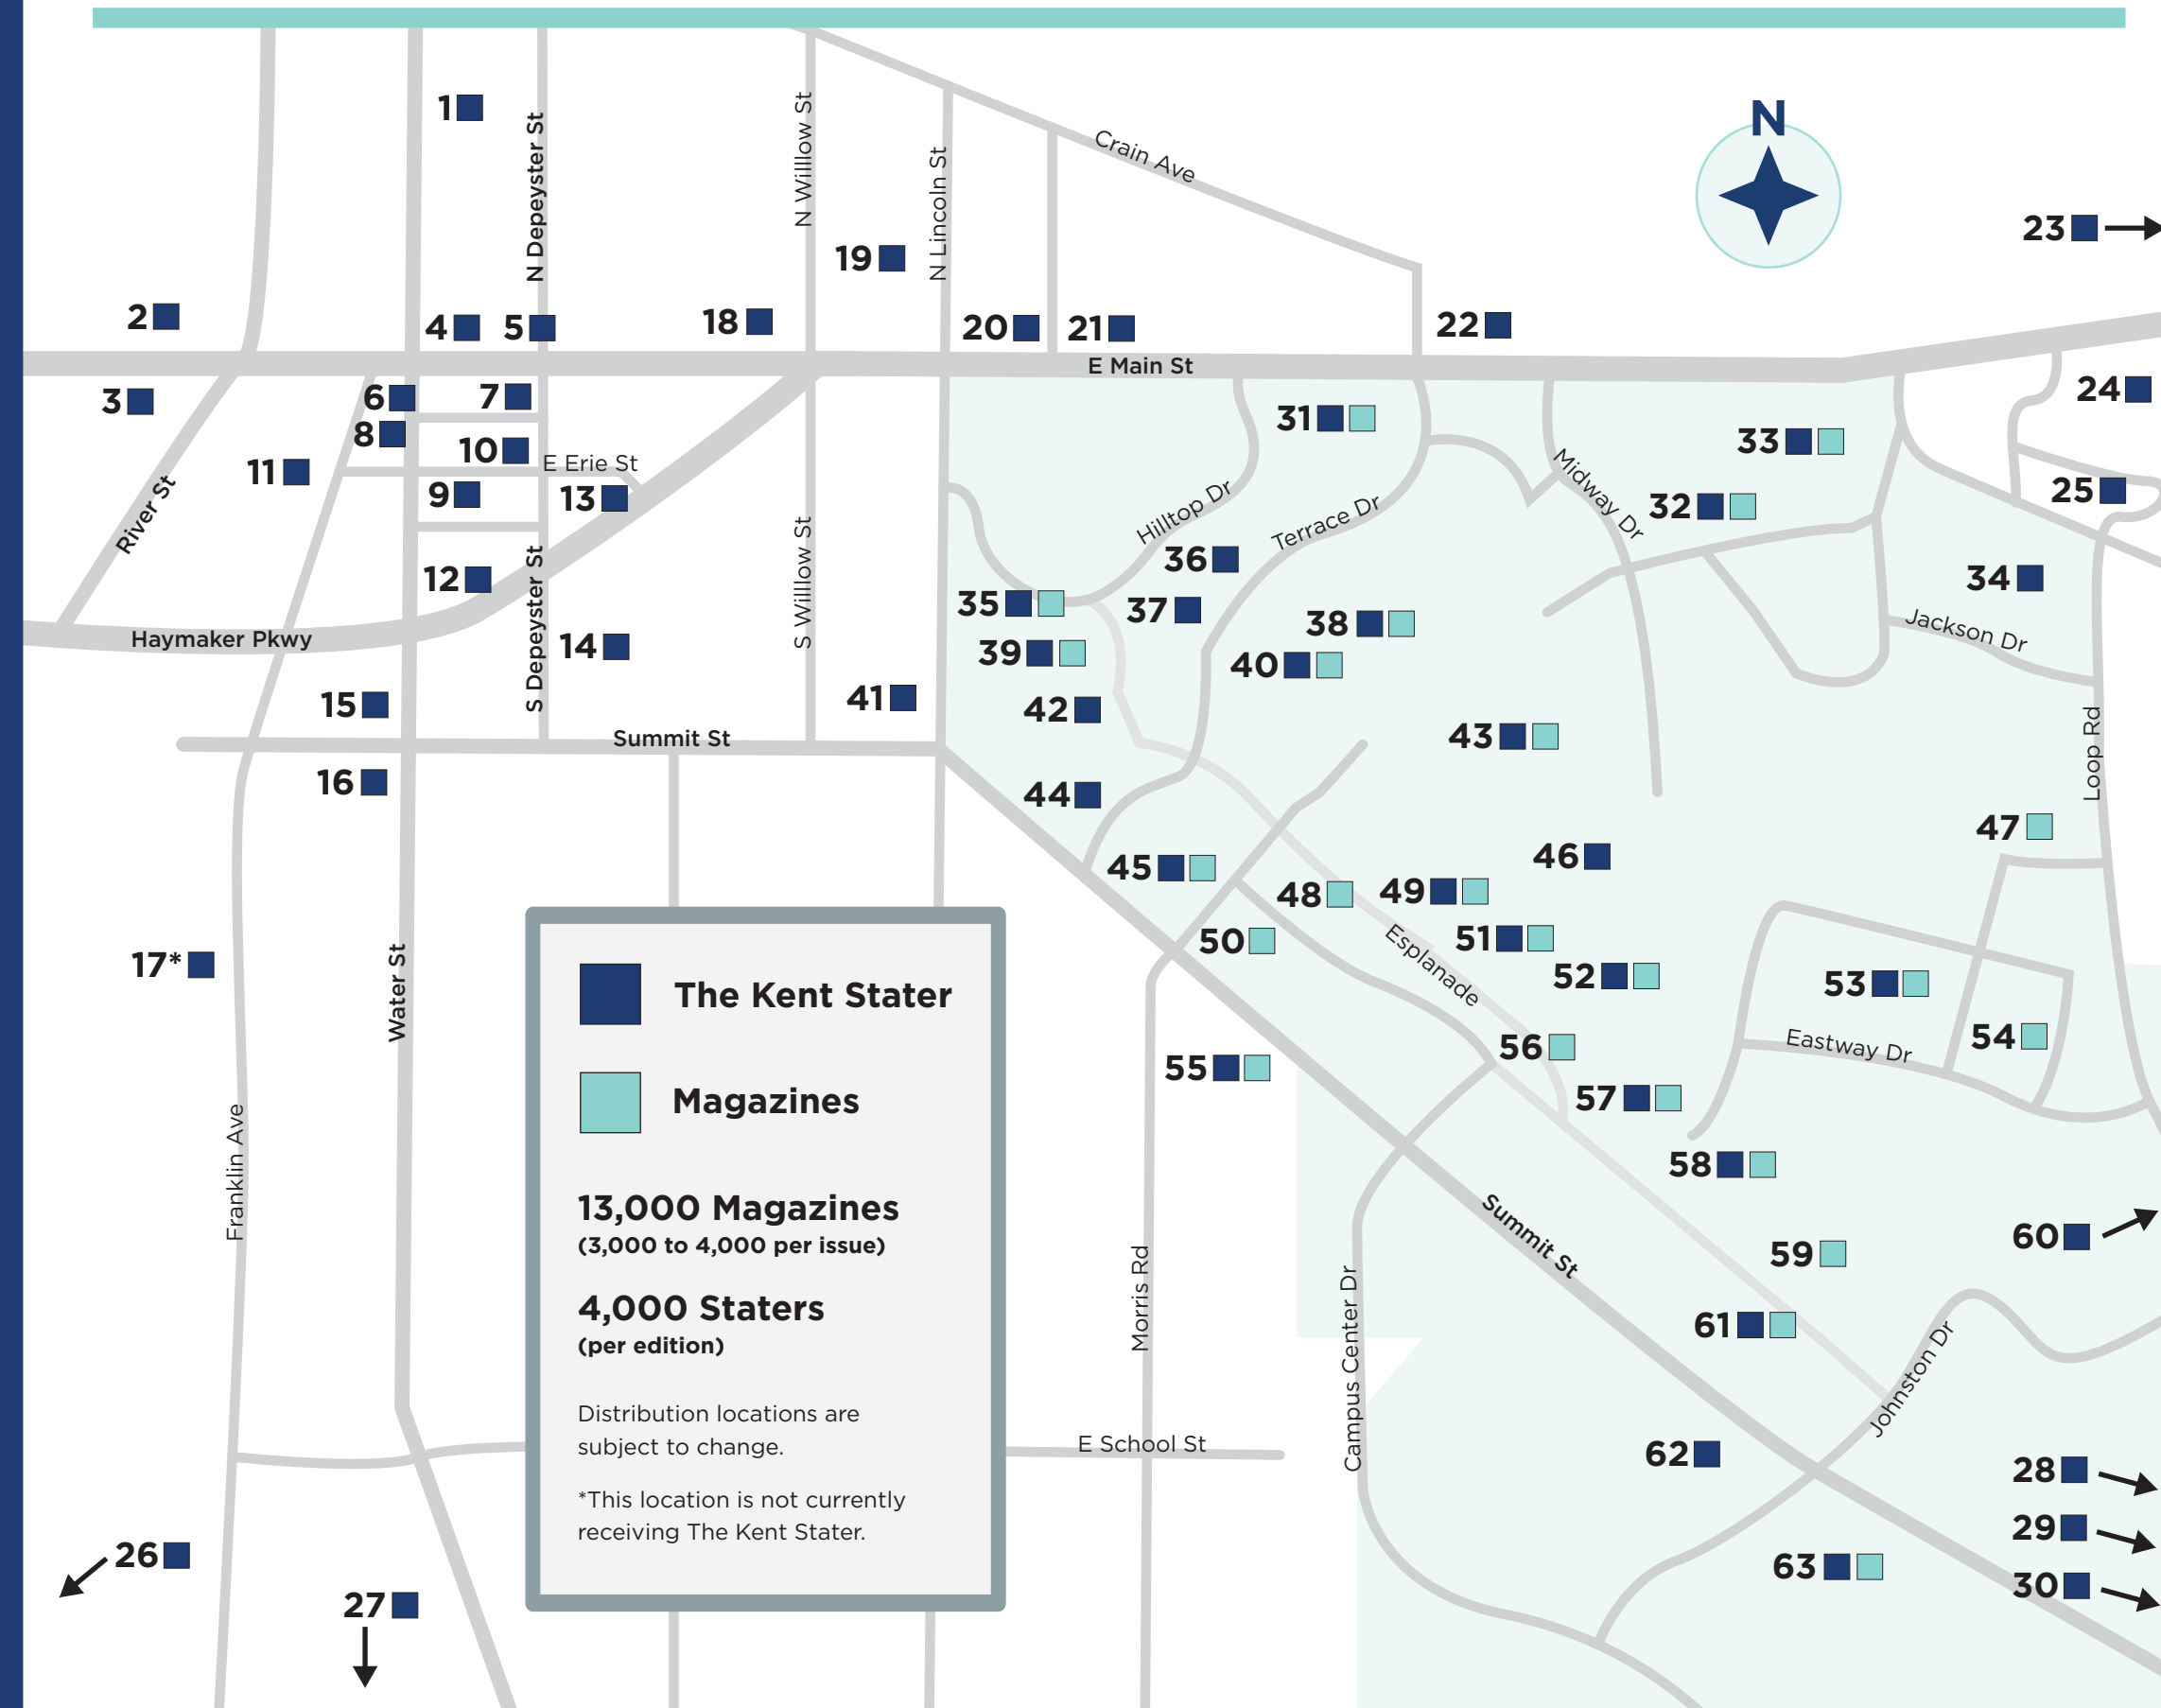 1
N Depeyster St
N Willow St
N Lincoln St
Crain Ave
N
19
23
2
4
5
18
20
21
22
E Main St
3
6
7
31
24
8
10
33
11
E Erie St
River St
9
13
Hilltop Dr
Terrace Dr
Midway Dr
32
25
12
S Depeyster St
S Willow St
36
34
35
37
38
Haymaker Pkwy
14
39
40
Jackson Dr
15
41
42
43
Summit St
Loop Rd
16
44
47
45
46
48
49
17*
Water St
50
Esplanade
51
52
53
The Kent Stater
54
56
Eastway Dr
55
57
Magazines
Franklin Ave
58
13,000 Magazines
(3,000 to 4,000 per issue)
Summit St
60
Morris Rd
59
4,000 Staters
(per edition)
61
Campus Center Dr
Johnston Dr
Distribution locations are
subject to change.
E School St
62
28
*This location is not currently
receiving The Kent Stater.
29
26
63
30
27